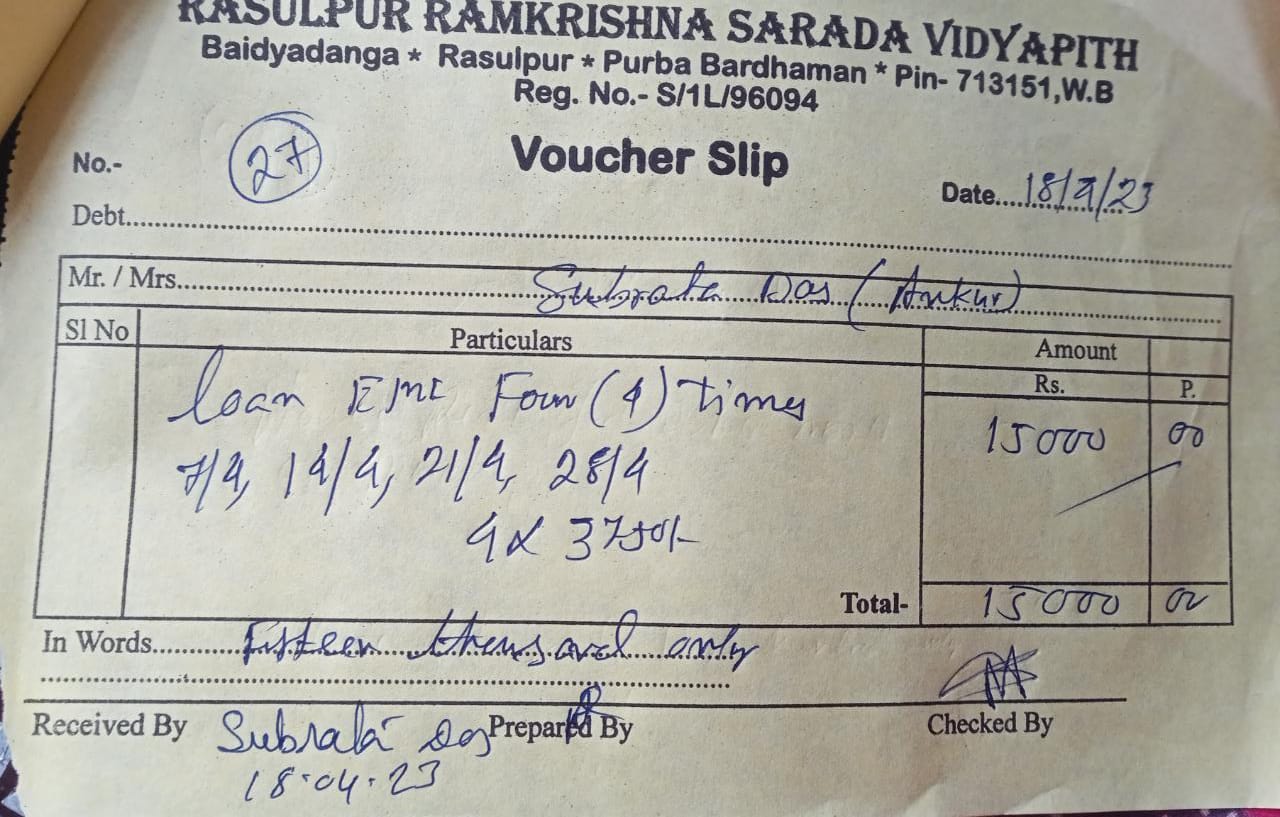 RASULPUR RAMKRISHNA SARADA VIDYAPITH
Baidyadanga * Rasulpur * Purba Bardhaman * Pin- 713151,W.B
Reg. No.- S/1L/96094
Voucher Slip
No.- 27
Date....18/4/23
Debt..........
Mr. / Mrs.......... Subrata Das (Ankur)
Sl No Particulars Amount
Rs. P.
loan EMI Four (4) times 15000 00
7/4, 14/4, 21/4, 28/4
4x 3750/-
Total- 15000 00
In Words.......... Fifteen thousand only
Received By Subrata Das Prepared By Checked By
18.04.23